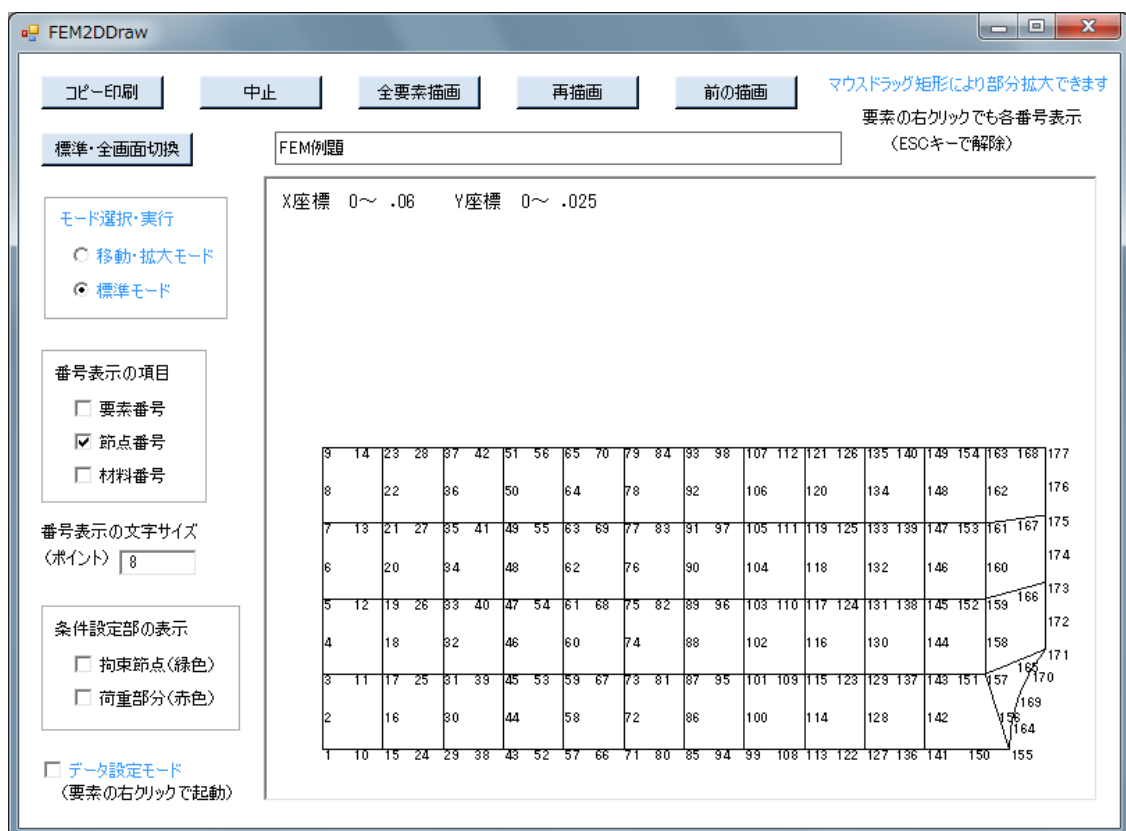 FEM2DDraw
コピー印刷 中止 全要素描画 再描画 前の描画 マウスドラッグ矩形により部分拡大できます
要素の右クリックでも各番号表示
標準・全画面切換 FEM例題 （ESCキーで解除）
X座標 0～ .06 Y座標 0～ .025
モード選択・実行
移動・拡大モード
標準モード
番号表示の項目
要素番号
節点番号
材料番号
番号表示の文字サイズ
（ポイント） 8
条件設定部の表示
拘束節点（緑色）
荷重部分（赤色）
データ設定モード
（要素の右クリックで起動）
9 14 23 28 37 42 51 56 65 70 79 84 93 98 107 112 121 126 135 140 149 154 163 168 177
8 22 36 50 64 78 92 106 120 134 148 162 176
7 13 21 27 35 41 49 55 63 69 77 83 91 97 105 111 119 125 133 139 147 153 161 167 175
6 20 34 48 62 76 90 104 118 132 146 160 174
5 12 19 26 33 40 47 54 61 68 75 82 89 96 103 110 117 124 131 138 145 152 159 166 173
4 18 32 46 60 74 88 102 116 130 144 158 172
3 11 17 25 31 39 45 53 59 67 73 81 87 95 101 109 115 123 129 137 143 151 157 165 171
170
2 16 30 44 58 72 86 100 114 128 142 156 169
164
1 10 15 24 29 38 43 52 57 66 71 80 85 94 99 108 113 122 127 136 141 150 155